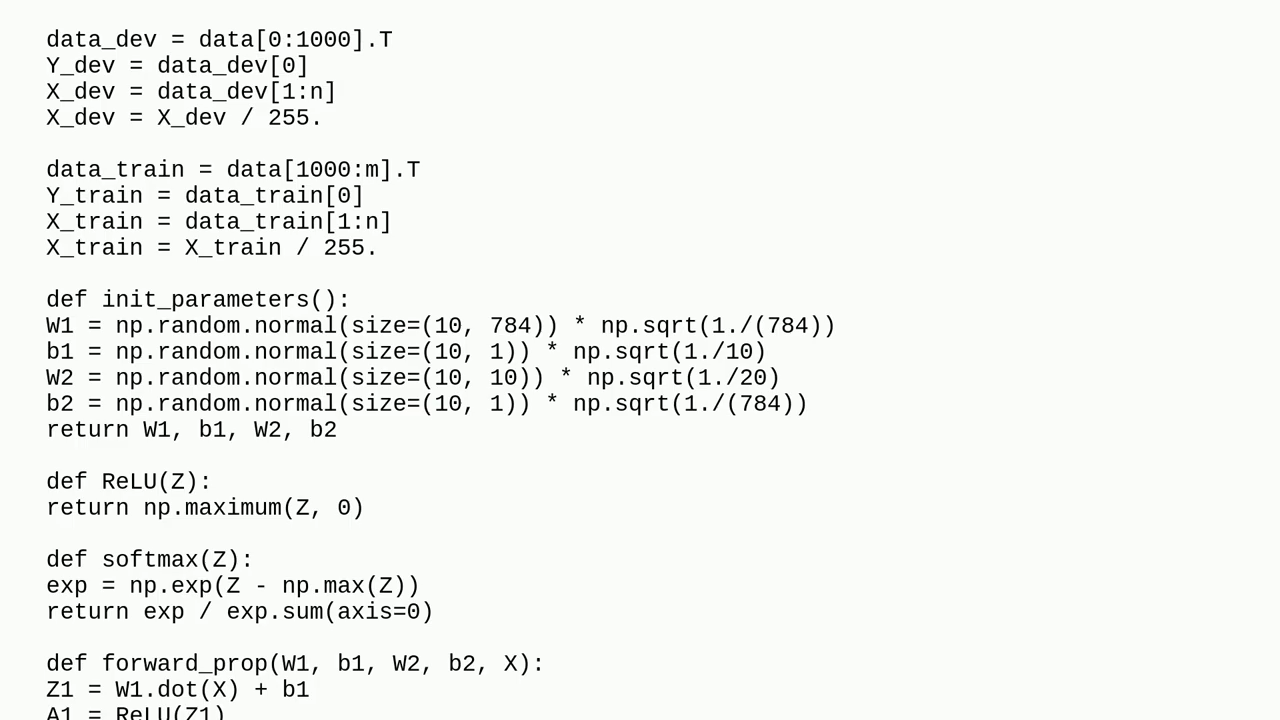 data_dev = data[0:1000].T
Y_dev = data_dev[0]
X_dev = data_dev[1:n]
X_dev = X_dev / 255.

data_train = data[1000:m].T
Y_train = data_train[0]
X_train = data_train[1:n]
X_train = X_train / 255.

def init_parameters():
W1 = np.random.normal(size=(10, 784)) * np.sqrt(1./(784))
b1 = np.random.normal(size=(10, 1)) * np.sqrt(1./10)
W2 = np.random.normal(size=(10, 10)) * np.sqrt(1./20)
b2 = np.random.normal(size=(10, 1)) * np.sqrt(1./(784))
return W1, b1, W2, b2

def ReLU(Z):
return np.maximum(Z, 0)

def softmax(Z):
exp = np.exp(Z - np.max(Z))
return exp / exp.sum(axis=0)

def forward_prop(W1, b1, W2, b2, X):
Z1 = W1.dot(X) + b1
A1 = ReLU(Z1)